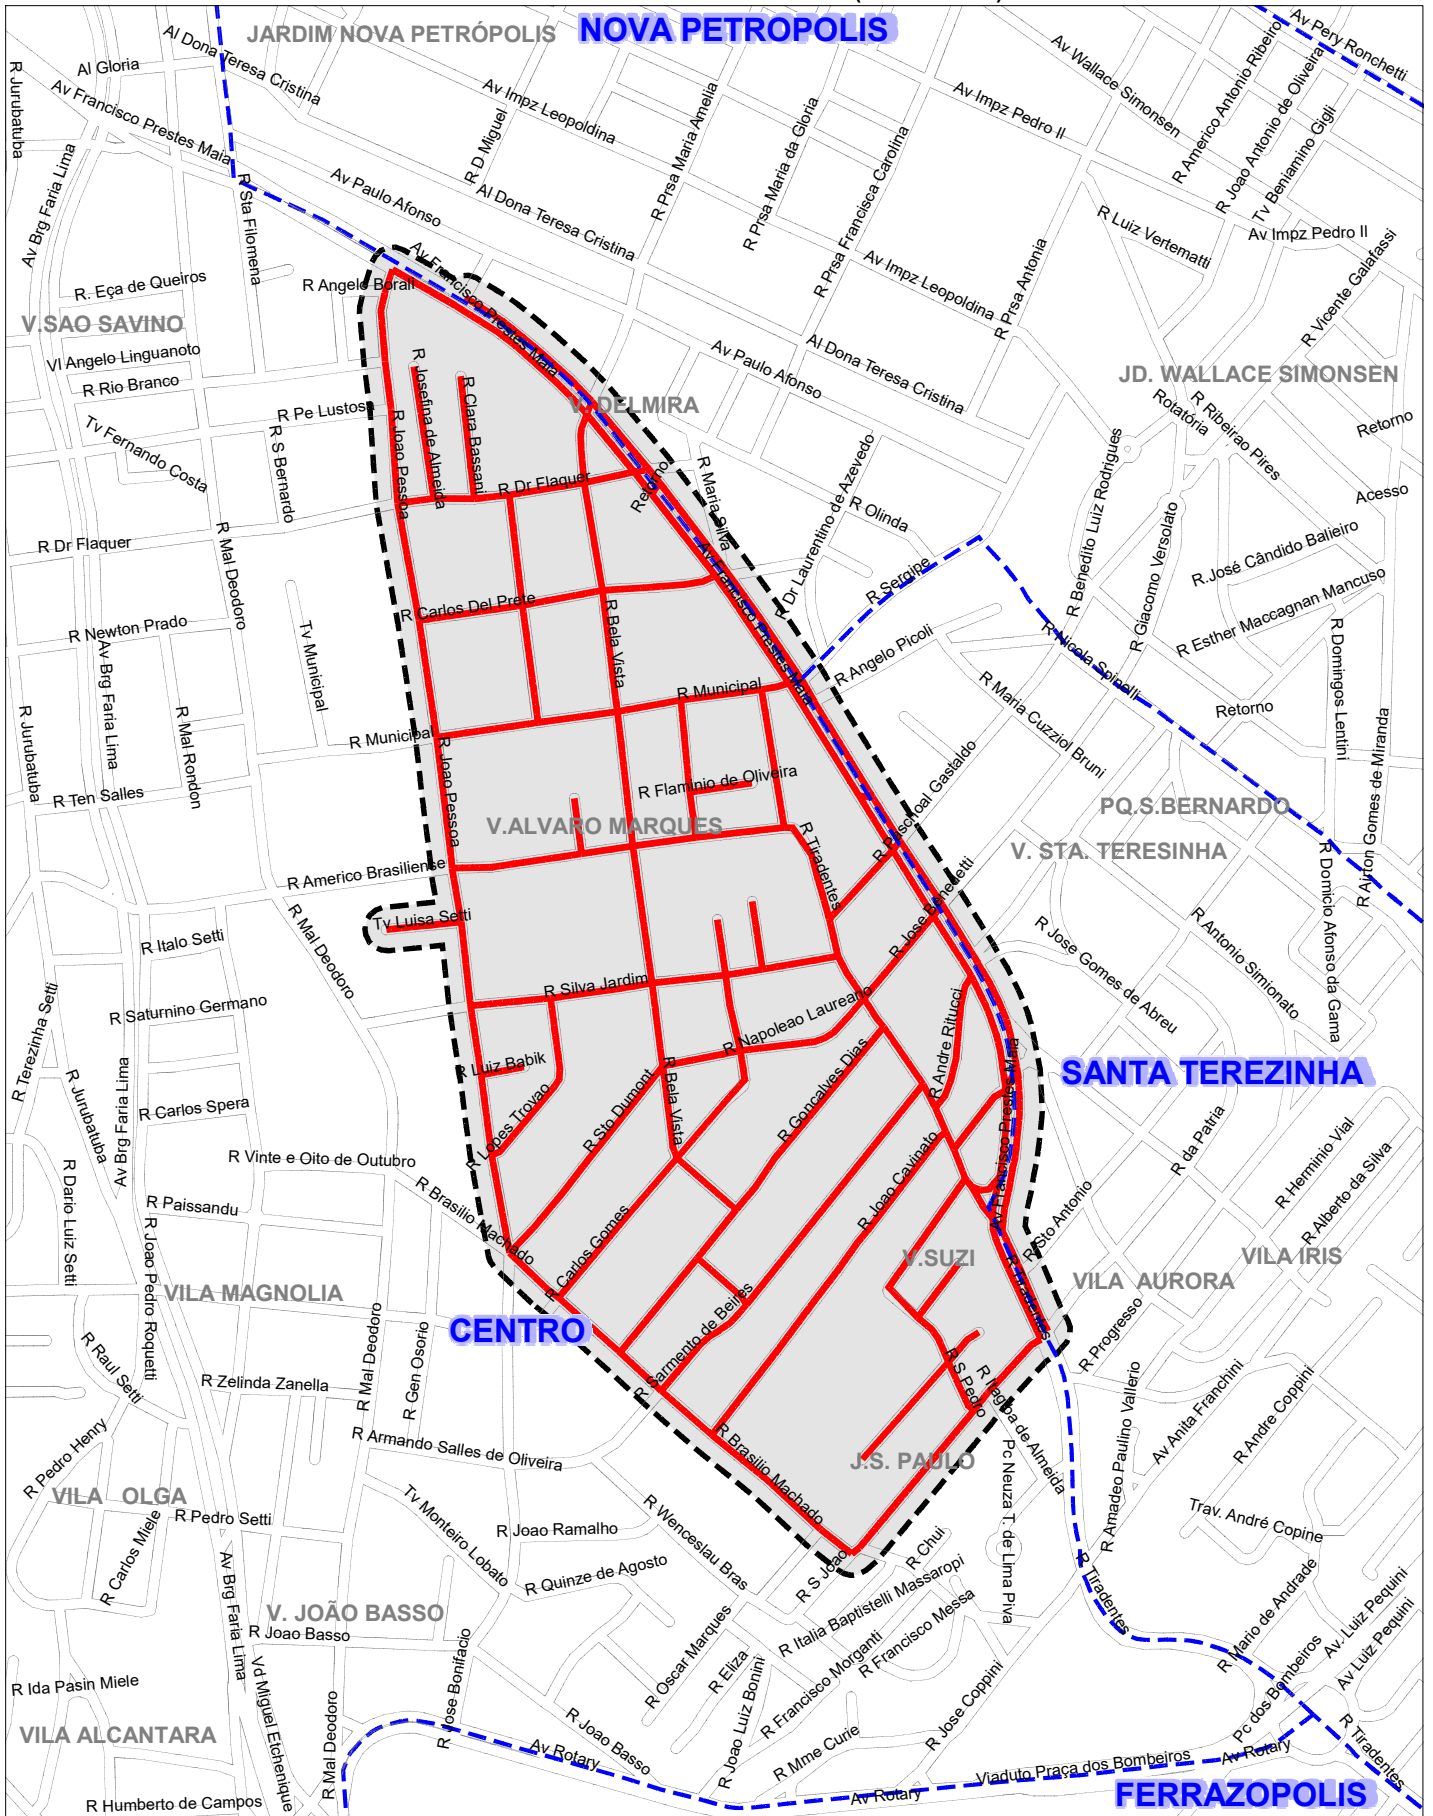 JARDIM NOVA PETRÓPOLIS
NOVA PETROPOLIS
Av Pery Ronchetti
Al Dona Teresa Cristina
Al Gloria
R Jurubatuba
Av Francisco Prestes Maia
Av Impz Leopoldina
R D Miguel
R Prsa Maria Amelia
R Prsa Maria da Gloria
R Prsa Francisca Carolina
Av Impz Pedro II
Av Wallace Simonsen
R Americo Antonio Ribeiro
R Joao Antonio de Oliveira
Tv Beniamino Gigli
Av Brg Faria Lima
R Sta Filomena
Av Paulo Afonso
Al Dona Teresa Cristina
R Luiz Vertematti
Av Impz Pedro II
R Vicente Galafassi
Av Impz Leopoldina
R Prsa Antonia
R. Eça de Queiros
R Angelo Borali
Av Francisco Prestes Maia
V.SAO SAVINO
Vl Angelo Linguanoto
R Rio Branco
R Pe Lustosa
Tv Fernando Costa
R S Bernardo
R Joao Pessoa
R Josefina de Almeida
R Clara Bassani
V. DELMIRA
Av Paulo Afonso
Al Dona Teresa Cristina
JD. WALLACE SIMONSEN
Rotatória
R Ribeirao Pires
Retorno
Acesso
R Dr Flaquer
R Dr Flaquer
Retorno
R Maria Silva
R Dr Laurentino de Azevedo
R Olinda
R Sergipe
R Benedito Luiz Rodrigues
R Giacomo Versolato
R.José Cândido Balieiro
R Esther Maccagnan Mancuso
R Mal Deodoro
R Newton Prado
Tv Municipal
R Carlos Del Prete
R Bela Vista
Av Francisco Prestes Maia
R Angelo Picoli
R Nicola Spinelli
R Domingos Lentini
Av Brg Faria Lima
R Jurubatuba
R Mal Rondon
R Municipal
R Municipal
R Maria Cuzziol Bruni
Retorno
R Airton Gomes de Miranda
R Ten Salles
R Joao Pessoa
R Flaminio de Oliveira
R Paschoal Gastaldo
PQ.S.BERNARDO
V.ALVARO MARQUES
R Tiradentes
V. STA. TERESINHA
R Domicio Afonso da Gama
R Americo Brasiliense
R Mal Deodoro
Tv Luisa Setti
R Jose Benedetti
R Jose Gomes de Abreu
R Antonio Simionato
R Italo Setti
R Terezinha Setti
R Saturnino Germano
R Silva Jardim
R Napoleao Laureano
R Andre Ritucci
R Luiz Babik
SANTA TEREZINHA
R Jurubatuba
Av Brg Faria Lima
R Carlos Spera
R Lopes Trovao
R Sto Dumont
R Bela Vista
R Goncalves Dias
Av Francisco Prestes Maia
R da Patria
R Herminio Vial
R Alberto da Silva
R Dario Luiz Setti
R Vinte e Oito de Outubro
R Paissandu
R Brasilio Machado
R Joao Cavinato
R Sto Antonio
R Joao Pedro Roquetti
R Carlos Gomes
V.SUZI
R Tiradentes
VILA AURORA
VILA IRIS
VILA MAGNOLIA
CENTRO
R Sarmento de Beires
R Progresso
R Raul Setti
R Mal Deodoro
R Gen Osorio
R Zelinda Zanella
R S Pedro
R Itagiba de Almeida
R Amadeo Paulino Vallerio
Av Anita Franchini
R Andre Coppini
R Pedro Henry
R Armando Salles de Oliveira
R Brasilio Machado
J.S. PAULO
Pc Neuza T. de Lima Piva
VILA OLGA
R Carlos Miele
R Pedro Setti
Tv Monteiro Lobato
R Joao Ramalho
R Wenceslau Bras
R S Joao
R Chui
Trav. André Copine
Av Brg Faria Lima
R Quinze de Agosto
R Italia Baptistelli Massaropi
R Francisco Messa
R Tiradentes
R Mario de Andrade
Av. Luiz Pequini
Av Luiz Pequini
V. JOÃO BASSO
R Joao Basso
R Oscar Marques
R Eliza
R Francisco Morganti
R Joao Luiz Bonini
R Ida Pasin Miele
Vd Miguel Etchenique
R Jose Bonifacio
R Mal Deodoro
R Joao Basso
R Jose Coppini
R Mme Curie
Pc dos Bombeiros
VILA ALCANTARA
Av Rotary
Viaduto Praça dos Bombeiros
Av Rotary
R Tiradentes
R Humberto de Campos
Av Rotary
FERRAZOPOLIS